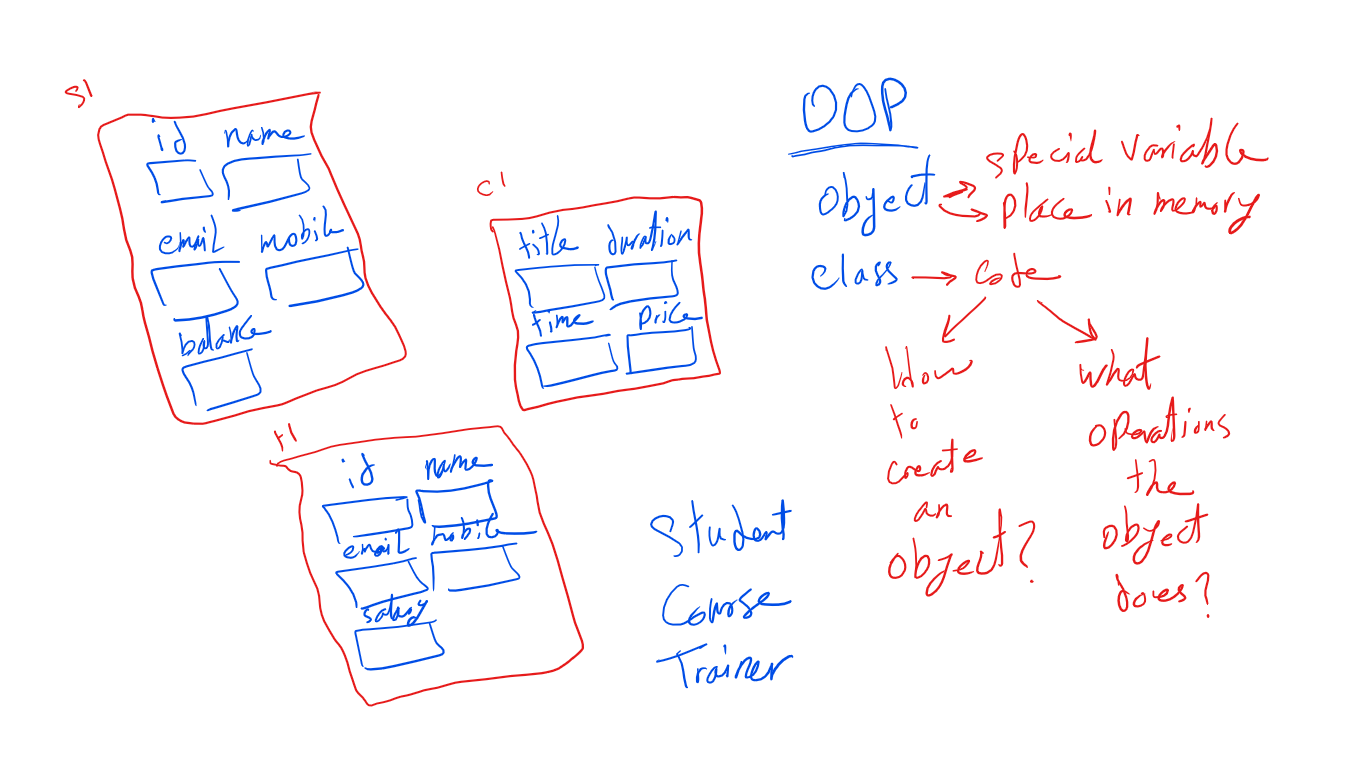 s1
id name
email mobile
balance
c1
title duration
time price
t1
id name
email mobile
salary
Student
Course
Trainer
OOP
object
special variable
place in memory
class → Code
How
to
create
an
object?
what
operations
the
object
does?